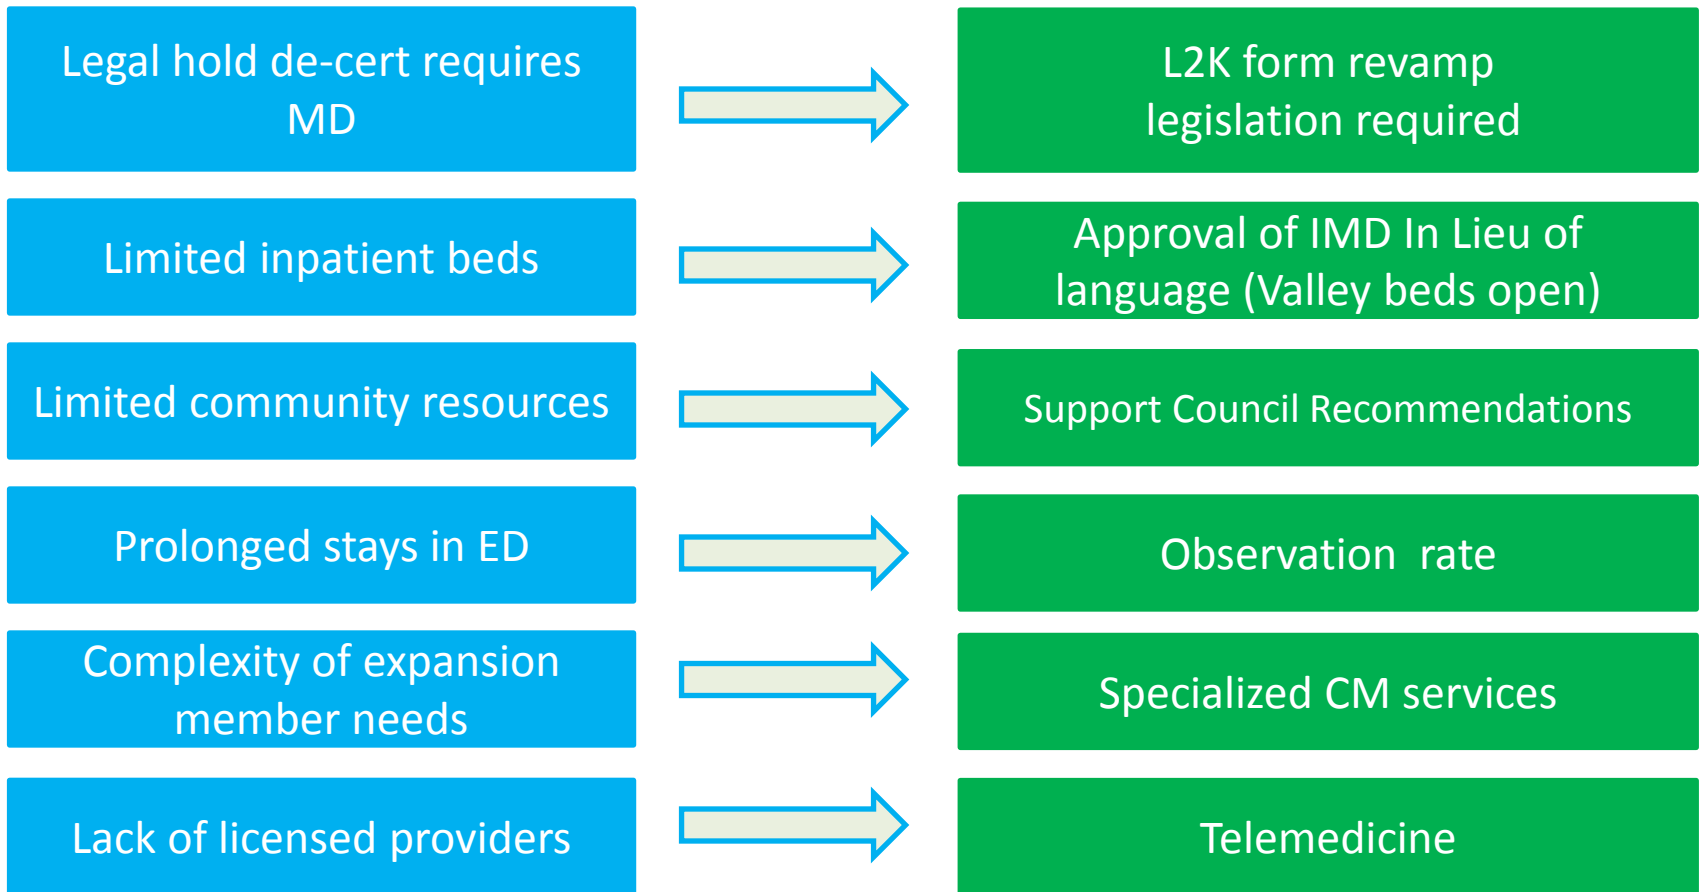 Legal hold de-cert requires
MD
L2K form revamp
legislation required
Limited inpatient beds
Approval of IMD In Lieu of
language (Valley beds open)
Limited community resources
Support Council Recommendations
Prolonged stays in ED
Observation  rate
Complexity of expansion
member needs
Specialized CM services
Lack of licensed providers
Telemedicine